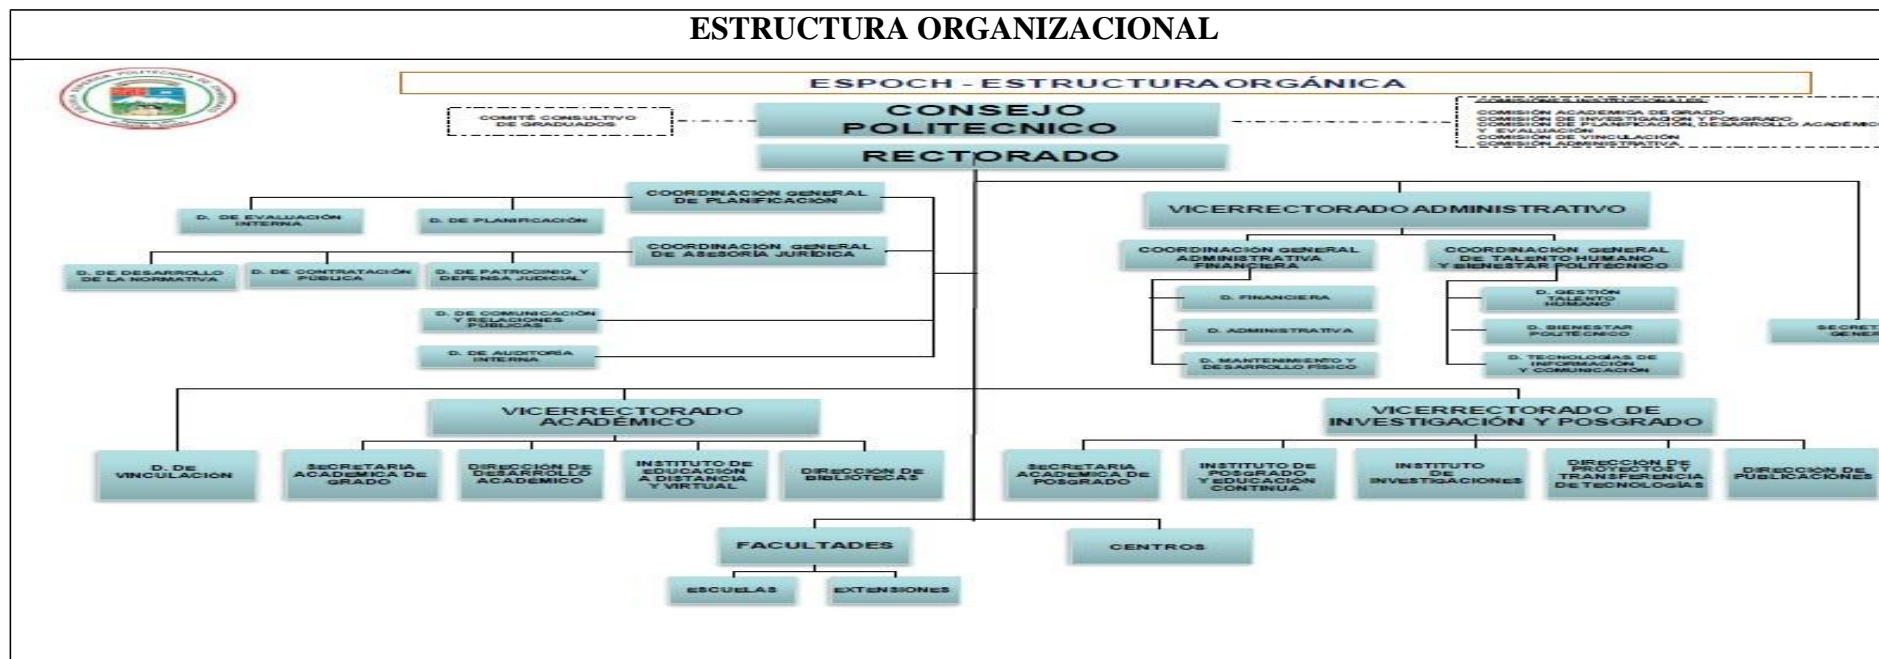 ESTRUCTURA ORGANIZACIONAL
ESPOCH - ESTRUCTURA ORGÁNICA
COMITÉ CONSULTIVO
DE GRADUADOS
CONSEJO
POLITECNICO
COMISIONES INSTITUCIONALES:
COMISIÓN ACADÉMICA DE GRADO
COMISIÓN DE INVESTIGACIÓN Y POSGRADO
COMISIÓN DE PLANIFICACIÓN, DESARROLLO ACADÉMICO
Y EVALUACIÓN
COMISIÓN DE VINCULACIÓN
COMISIÓN ADMINISTRATIVA
RECTORADO
COORDINACIÓN GENERAL
DE PLANIFICACIÓN
D. DE EVALUACIÓN
INTERNA
D. DE PLANIFICACIÓN
COORDINACIÓN GENERAL
DE ASESORÍA JURÍDICA
D. DE DESARROLLO
DE LA NORMATIVA
D. DE CONTRATACIÓN
PÚBLICA
D. DE PATROCINIO Y
DEFENSA JUDICIAL
D. DE COMUNICACIÓN
Y RELACIONES
PÚBLICAS
D. DE AUDITORÍA
INTERNA
VICERRECTORADO ADMINISTRATIVO
COORDINACIÓN GENERAL
ADMINISTRATIVA
FINANCIERA
COORDINACIÓN GENERAL
DE TALENTO HUMANO
Y BIENESTAR POLITÉCNICO
D. FINANCIERA
D. ADMINISTRATIVA
D. MANTENIMIENTO Y
DESARROLLO FÍSICO
D. GESTIÓN
TALENTO
HUMANO
D. BIENESTAR
POLITÉCNICO
D. TECNOLOGÍAS DE
INFORMACIÓN
Y COMUNICACIÓN
SECRET
GENER
VICERRECTORADO
ACADÉMICO
VICERRECTORADO DE
INVESTIGACIÓN Y POSGRADO
D. DE
VINCULACIÓN
SECRETARIA
ACADEMICA DE
GRADO
DIRECCIÓN DE
DESARROLLO
ACADÉMICO
INSTITUTO DE
EDUCACIÓN
A DISTANCIA
Y VIRTUAL
DIRECCIÓN DE
BIBLIOTECAS
SECRETARIA
ACADEMICA DE
POSGRADO
INSTITUTO DE
POSGRADO
Y EDUCACIÓN
CONTINUA
INSTITUTO
DE
INVESTIGACIONES
DIRECCIÓN DE
PROYECTOS Y
TRANSFERENCIA
DE TECNOLOGÍAS
DIRECCIÓN DE
PUBLICACIONES
FACULTADES
CENTROS
ESCUELAS
EXTENSIONES